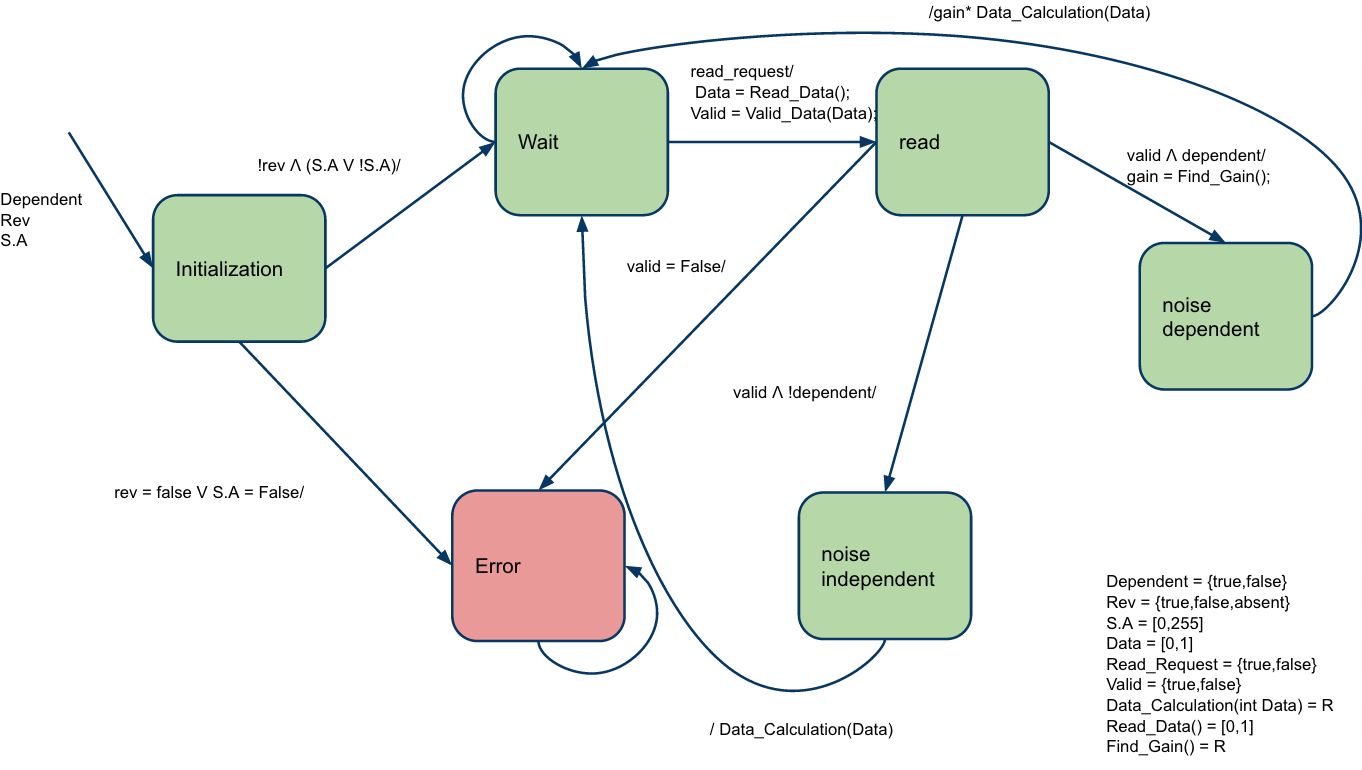 /gain* Data_Calculation(Data)
read_request/
Data = Read_Data();
Valid = Valid_Data(Data);
Wait
read
!rev Λ (S.A V !S.A)/
valid Λ dependent/
gain = Find_Gain();
Dependent
Rev
S.A
Initialization
valid = False/
noise
dependent
valid Λ !dependent/
rev = false V S.A = False/
Error
noise
independent
Dependent = {true,false}
Rev = {true,false,absent}
S.A = [0,255]
Data = [0,1]
Read_Request = {true,false}
Valid = {true,false}
Data_Calculation(int Data) = R
Read_Data() = [0,1]
Find_Gain() = R
/ Data_Calculation(Data)